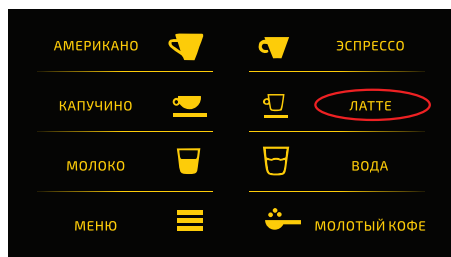 АМЕРИКАНО ЭСПРЕССО
КАПУЧИНО ЛАТТЕ
МОЛОКО ВОДА
МЕНЮ МОЛОТЫЙ КОФЕ